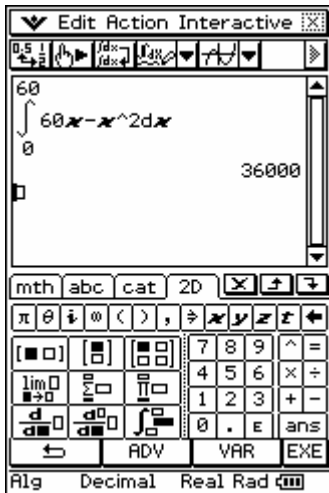 Edit Action Interactive
60
∫ 60x-x^2dx
0
36000
mth abc cat 2D
π θ i ∞ ( ) , ⇒ x y z t ←
7 8 9 ^ =
lim 4 5 6 × ÷
Σ Π
1 2 3 + -
d d ∫ 0 . E ans
ADV VAR EXE
Alg Decimal Real Rad